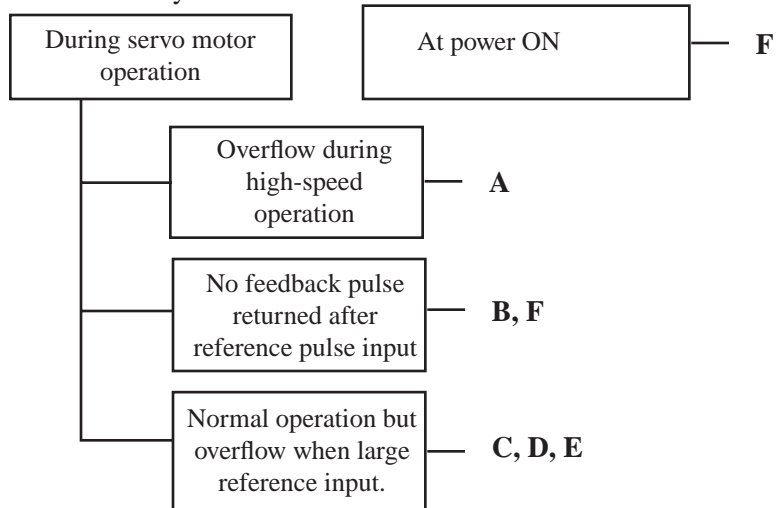 During servo motor
operation
At power ON
F
Overflow during
high-speed
operation
A
No feedback pulse
returned after
reference pulse input
B, F
Normal operation but
overflow when large
reference input.
C, D, E